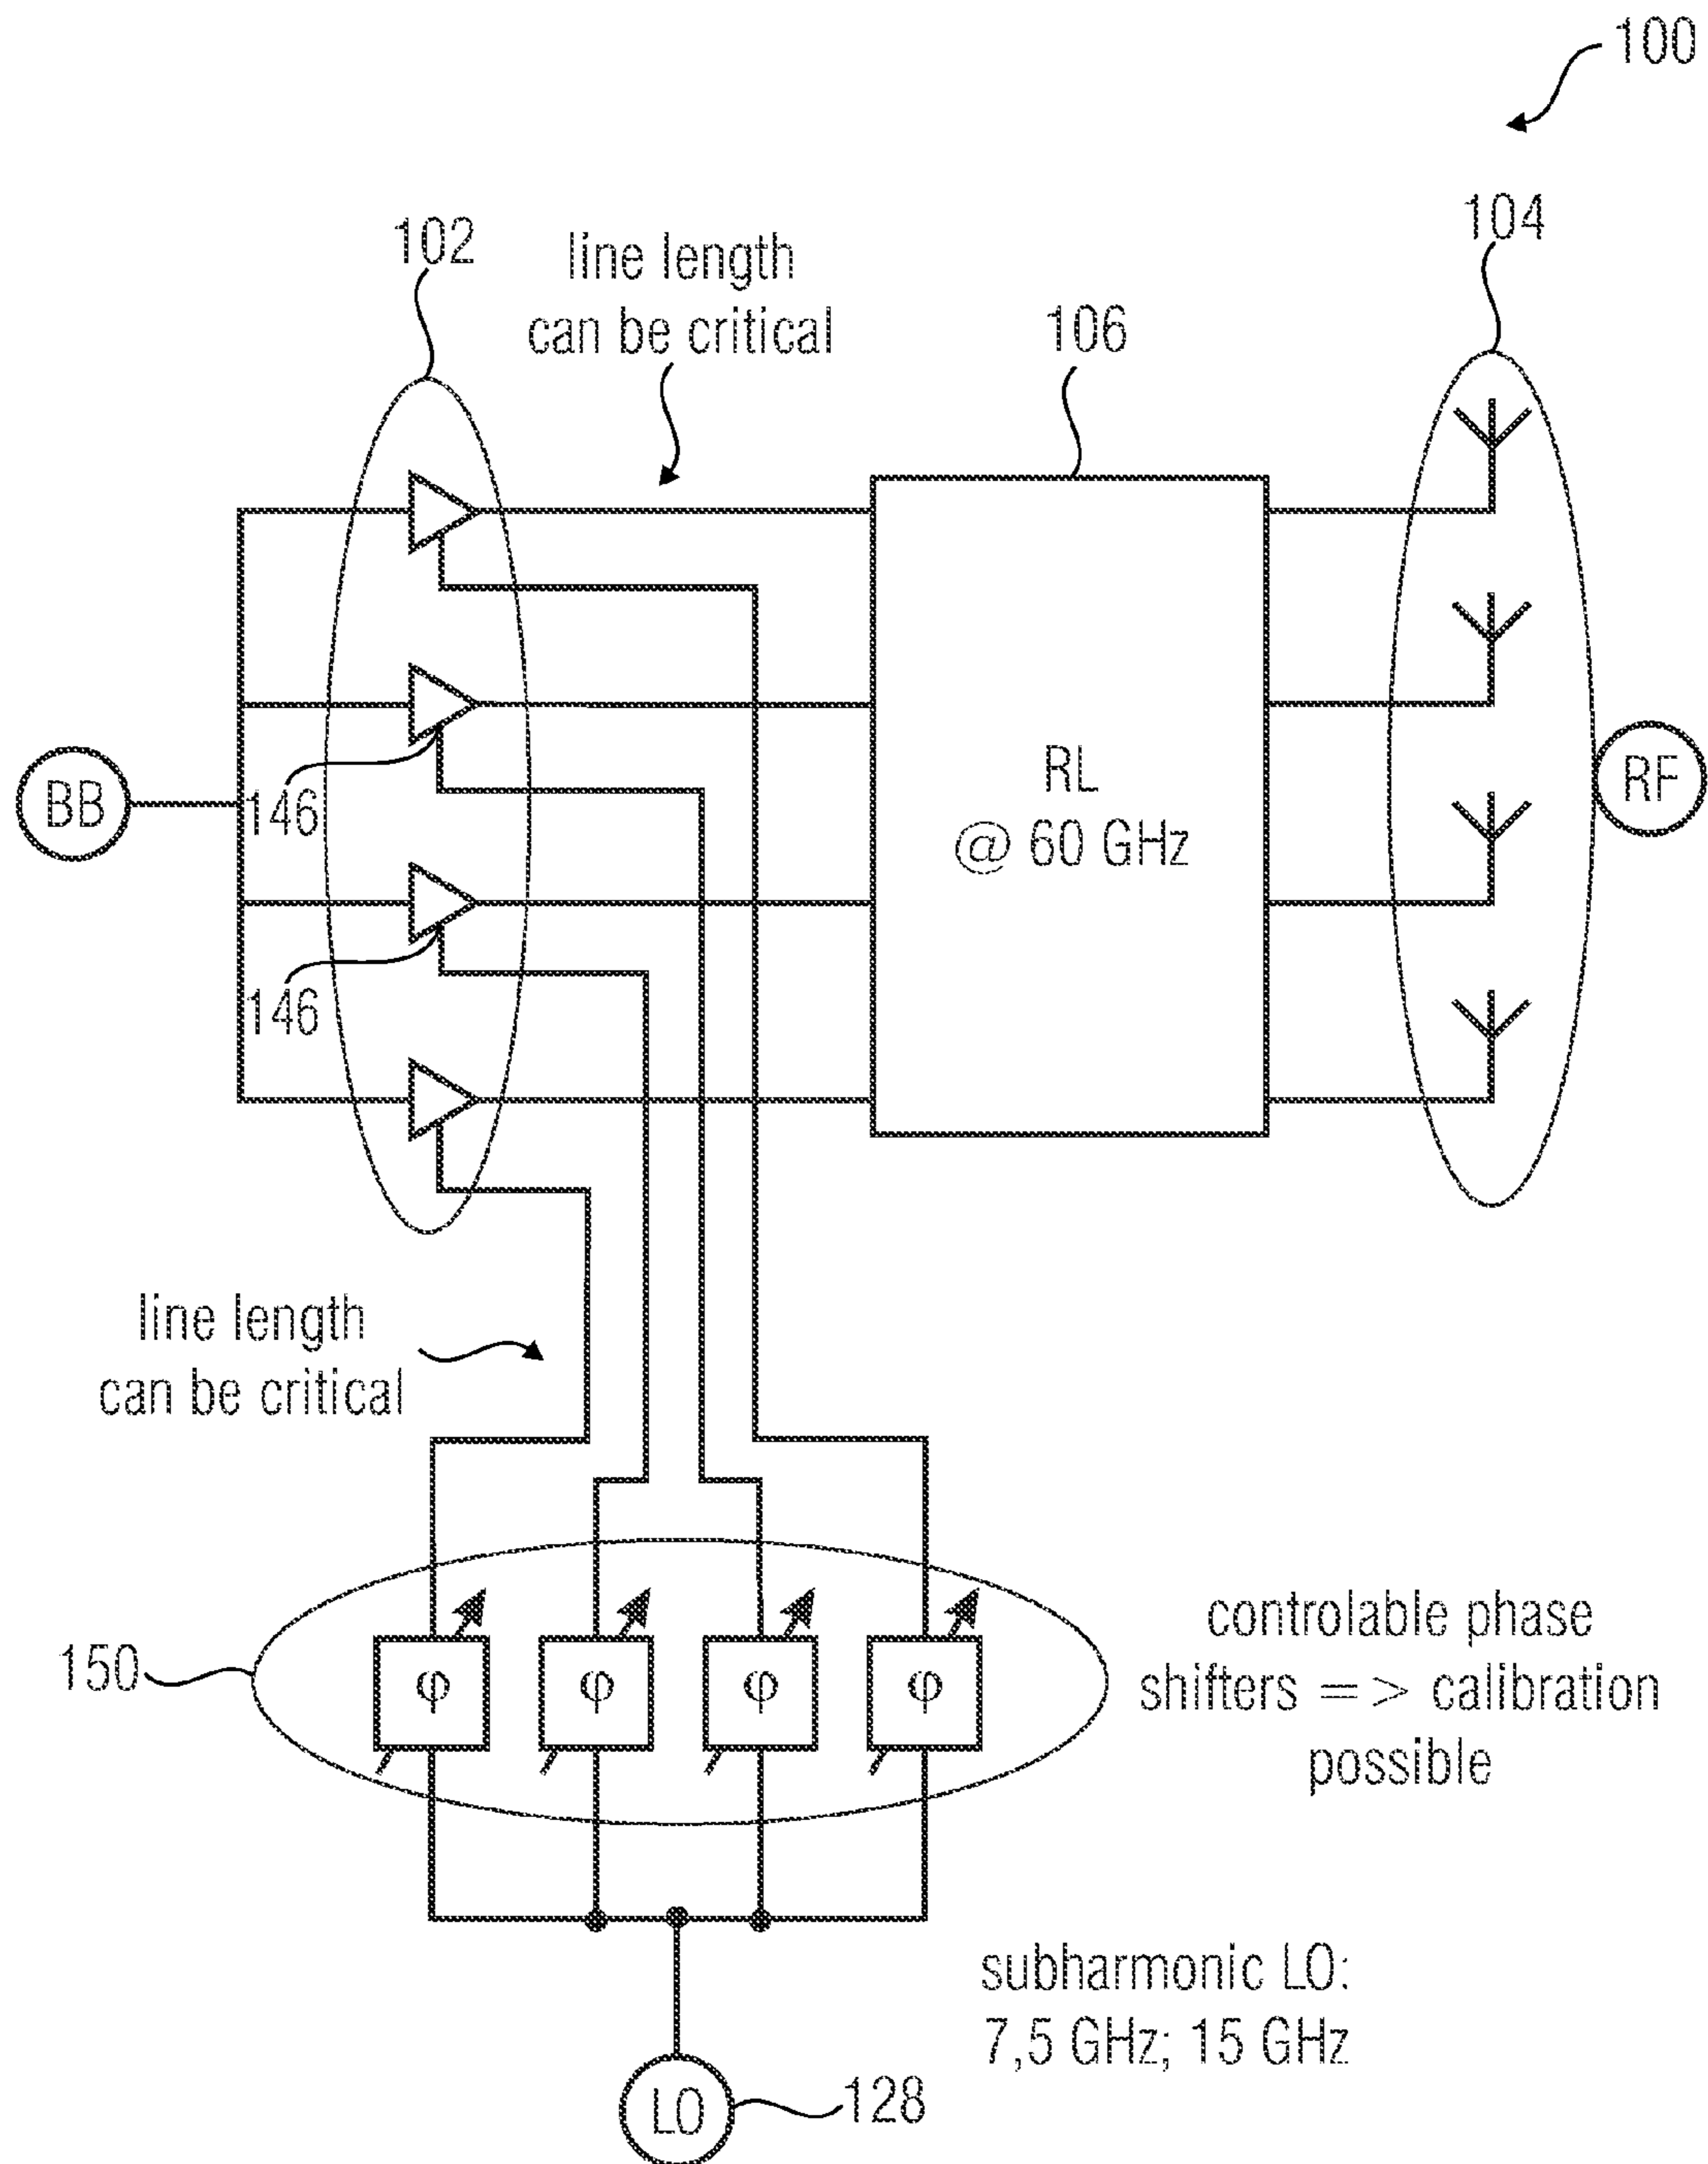 100
102
line length
can be critical
106
104
BB
146
146
RL
@ 60 GHz
RF
line length
can be critical
150
φ
φ
φ
φ
controlable phase
shifters => calibration
possible
subharmonic LO:
7,5 GHz; 15 GHz
LO
128